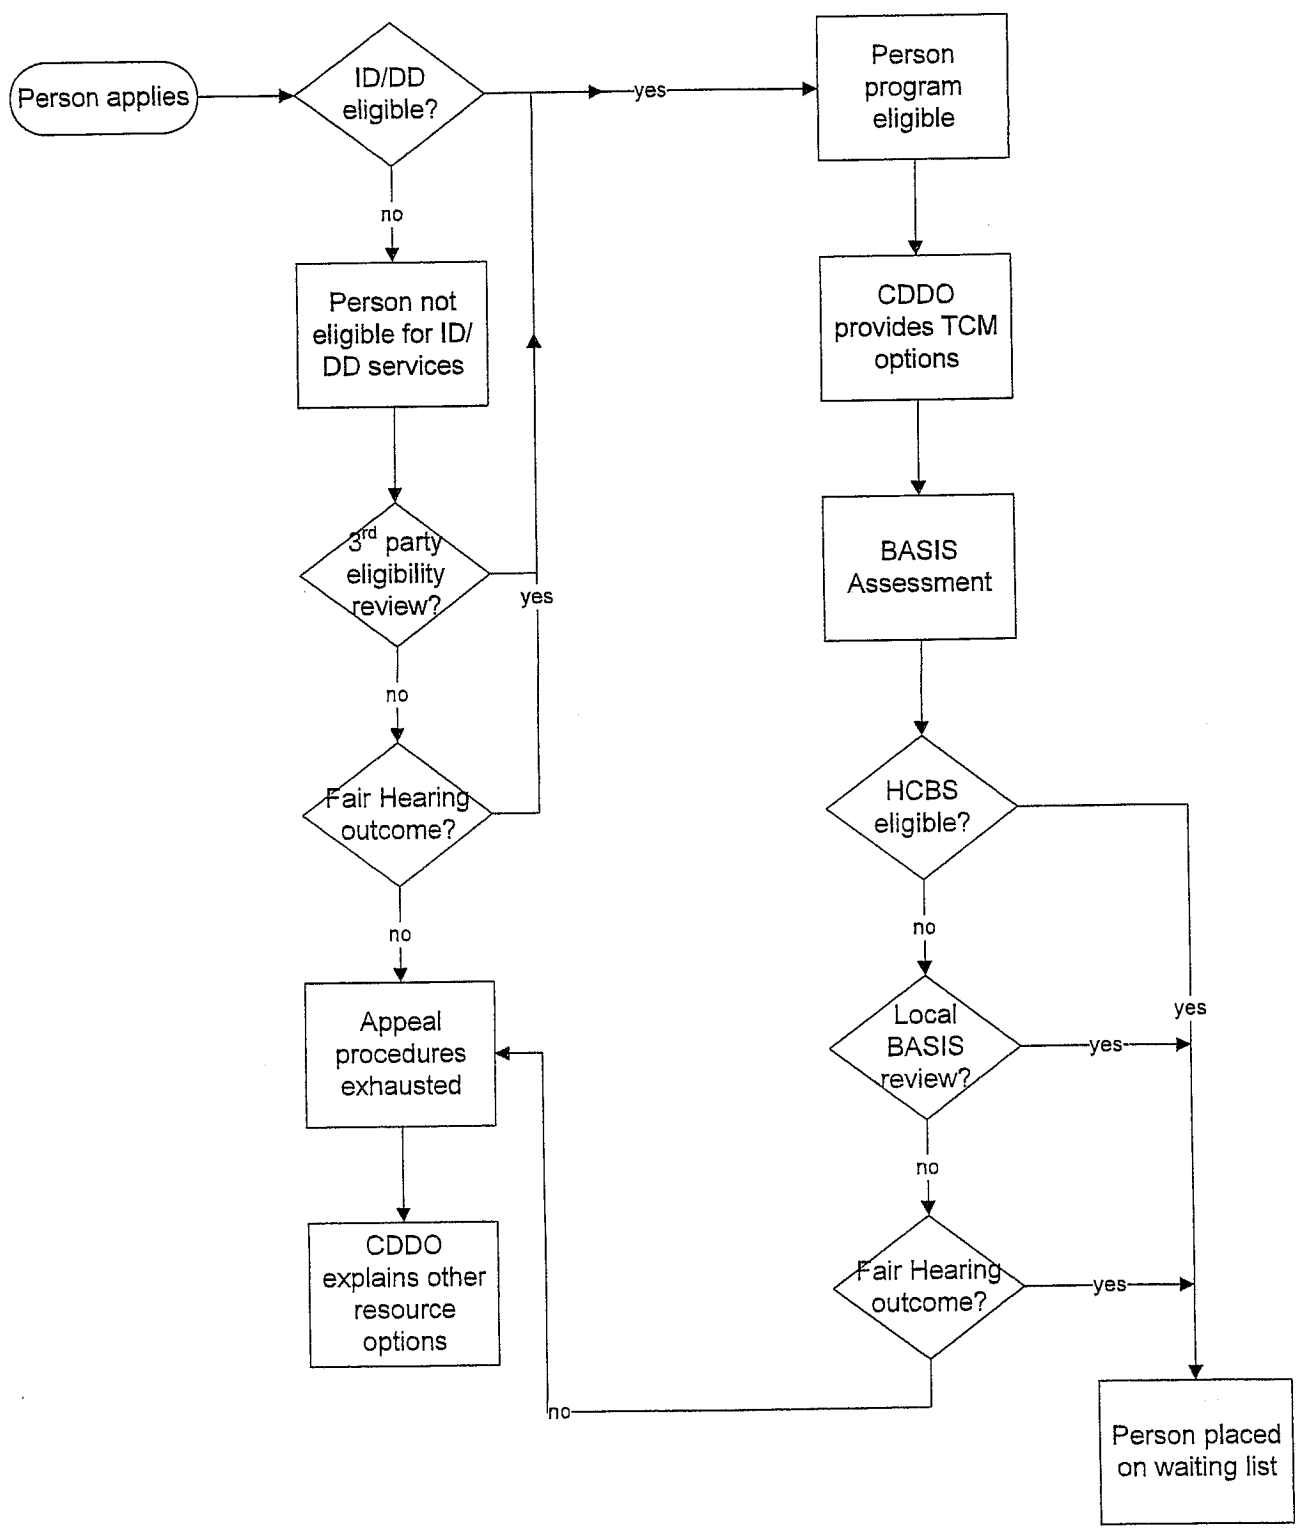 Person applies
ID/DD
eligible?
yes
Person
program
eligible
no
Person not
eligible for ID/
DD services
CDDO
provides TCM
options
3rd party
eligibility
review?
yes
BASIS
Assessment
no
Fair Hearing
outcome?
HCBS
eligible?
no
no
yes
Appeal
procedures
exhausted
Local
BASIS
review?
yes
no
CDDO
explains other
resource
options
Fair Hearing
outcome?
yes
no
Person placed
on waiting list